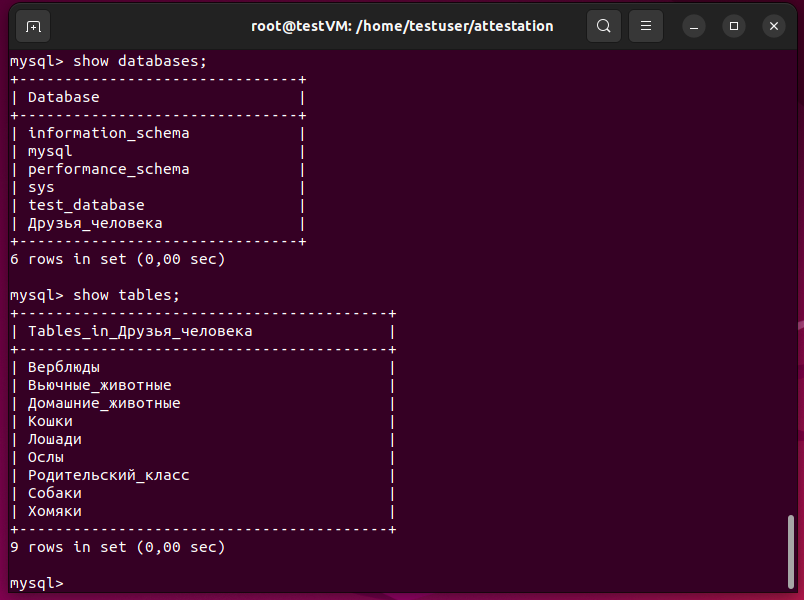 root@testVM: /home/testuser/attestation
mysql> show databases;
+-------------------------------+
| Database                      |
+-------------------------------+
| information_schema            |
| mysql                         |
| performance_schema            |
| sys                           |
| test_database                 |
| Друзья_человека               |
+-------------------------------+
6 rows in set (0,00 sec)
mysql> show tables;
+-----------------------------------------+
| Tables_in_Друзья_человека               |
+-----------------------------------------+
| Верблюды                                |
| Вьючные_животные                        |
| Домашние_животные                       |
| Кошки                                   |
| Лошади                                  |
| Ослы                                    |
| Родительский_класс                      |
| Собаки                                  |
| Хомяки                                  |
+-----------------------------------------+
9 rows in set (0,00 sec)
mysql>